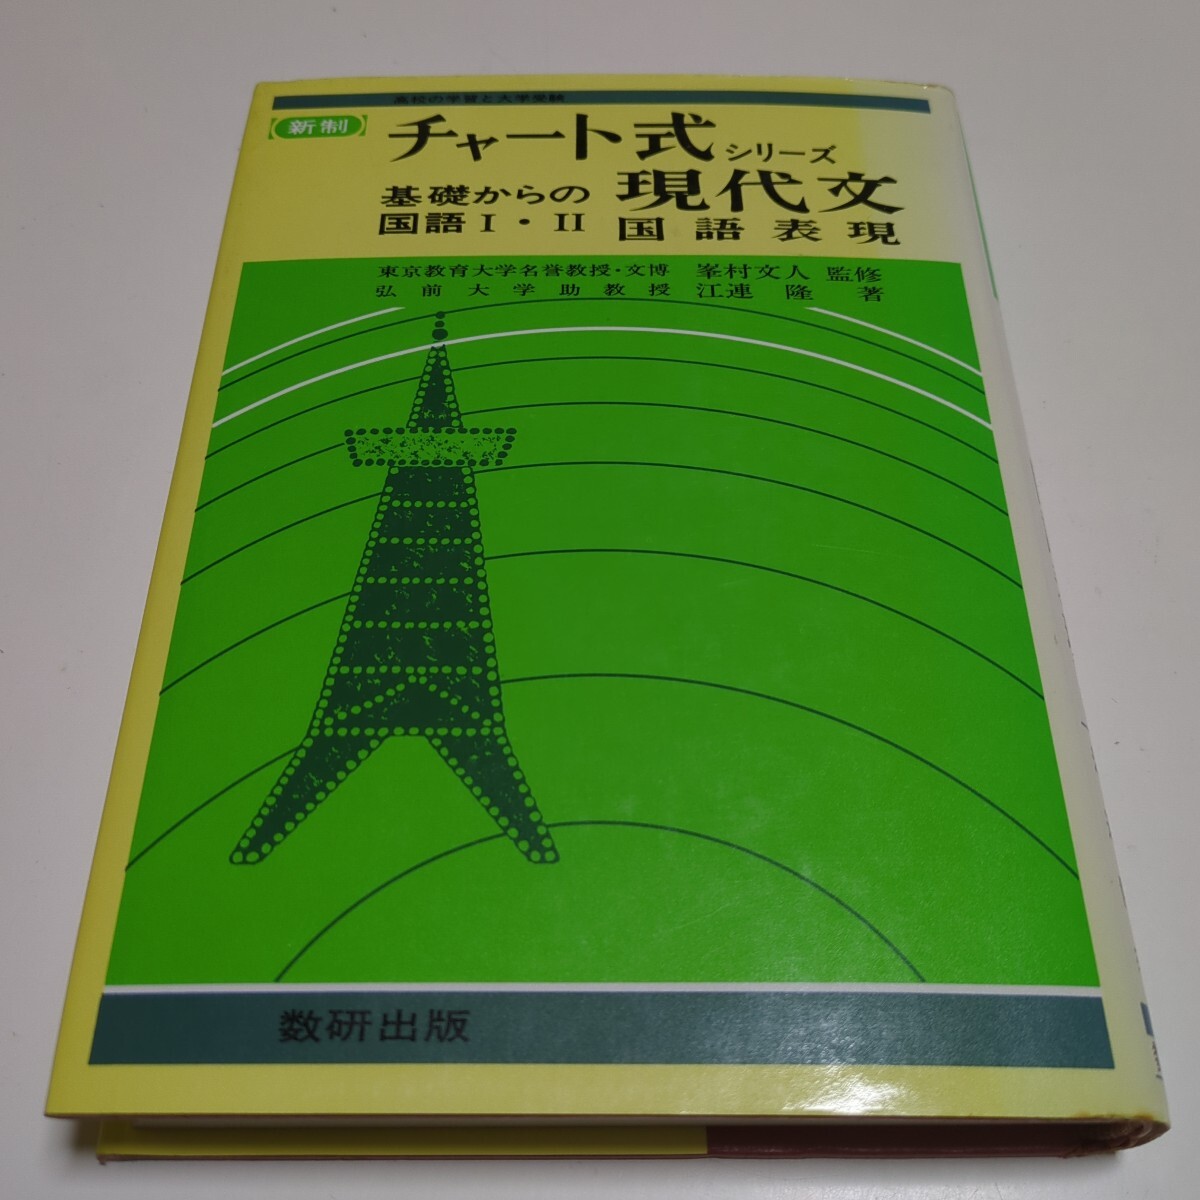 高校の学習と大学受験
新制 チャート式シリーズ
基礎からの 現代文
国語I・II 国語表現
東京教育大学名誉教授・文博 峯村文人 監修
弘前大学助教授 江連 隆 著
数研出版